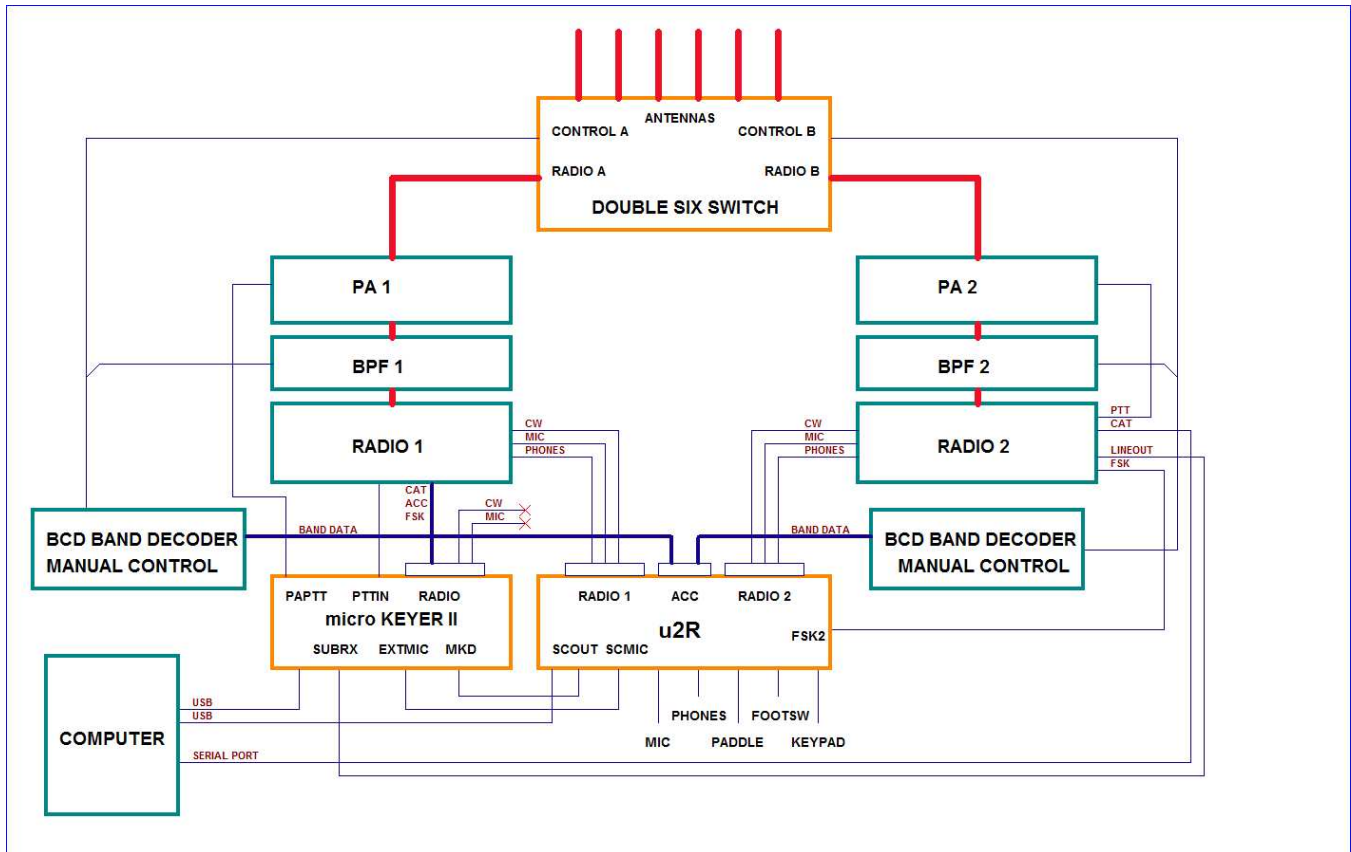 ANTENNAS
CONTROL A
CONTROL B
RADIO A
RADIO B
DOUBLE SIX SWITCH
PA 1
PA 2
BPF 1
BPF 2
RADIO 1
CW
MIC
PHONES
CW
MIC
PHONES
RADIO 2
PTT
CAT
LINEOUT
FSK
CAT
ACC
FSK
CW
MIC
BCD BAND DECODER
MANUAL CONTROL
BAND DATA
BAND DATA
BCD BAND DECODER
MANUAL CONTROL
PAPTT
PTTIN
RADIO
micro KEYER II
SUBRX
EXTMIC
MKD
RADIO 1
ACC
RADIO 2
u2R
FSK2
SCOUT
SCMIC
COMPUTER
USB
USB
SERIAL PORT
PHONES
FOOTSW
MIC
PADDLE
KEYPAD